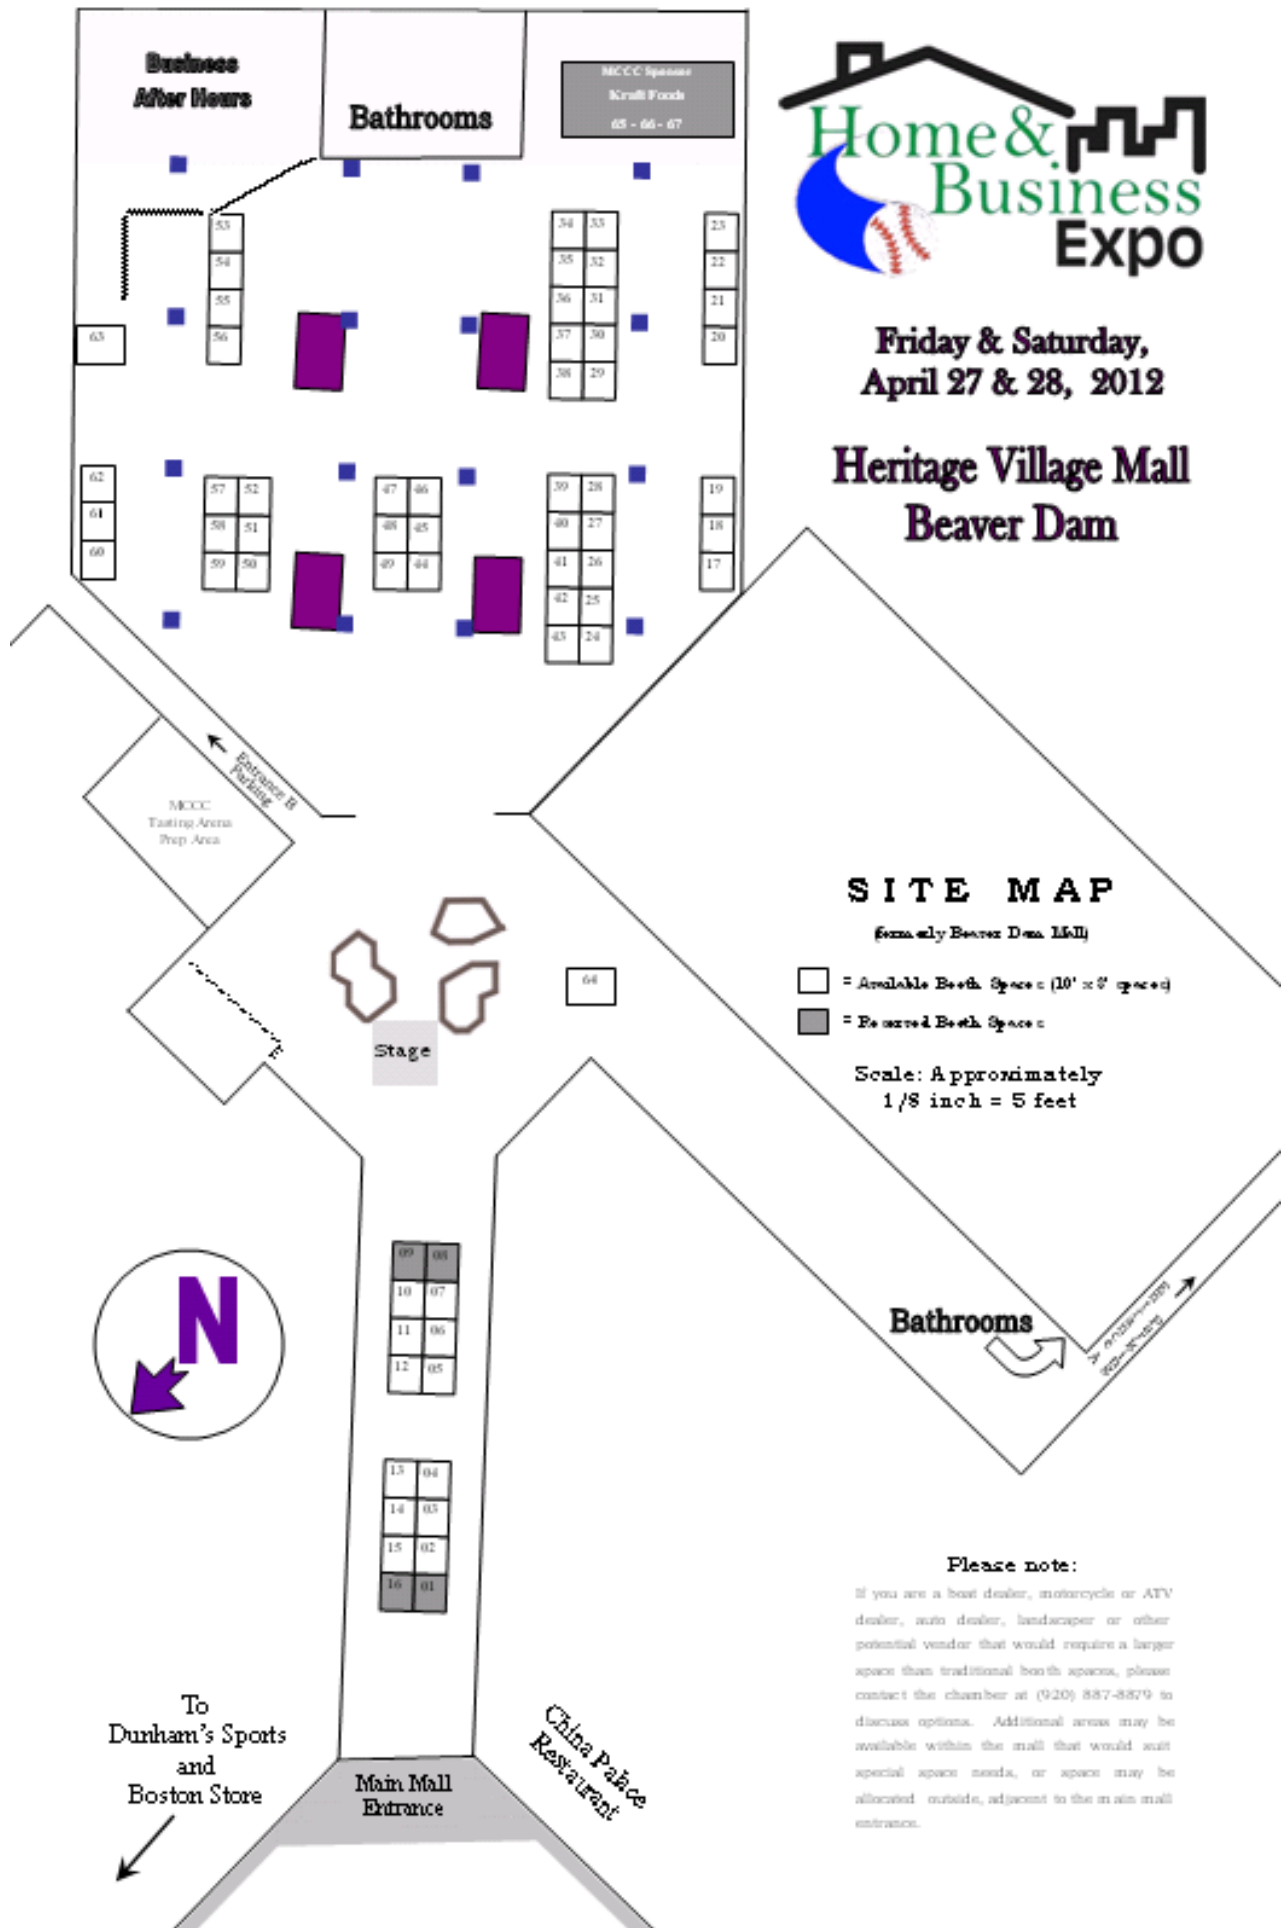 Business
After Hours
Bathrooms
MCCC Sponsor
Kraft Foods
65 - 66 - 67
Home &
Business
Expo
Friday & Saturday,
April 27 & 28, 2012
Heritage Village Mall
Beaver Dam
53
54
55
56
34 33
35 32
36 31
37 30
38 29
23
22
21
20
63
62
61
60
57 52
58 51
59 50
47 46
48 45
49 44
39 28
40 27
41 26
42 25
43 24
19
18
17
Entrance B
Parking
MCCC
Tasting Arena
Prep Area
64
Stage
SITE MAP
(formerly Beaver Dam Mall)
= Available Booth Spaces (10' x 8' spaces)
= Reserved Booth Spaces
Scale: Approximately
1/8 inch = 5 feet
09 08
10 07
11 06
12 05
N
Bathrooms
13 04
14 03
15 02
16 01
Please note:
If you are a boat dealer, motorcycle or ATV
dealer, auto dealer, landscaper or other
potential vendor that would require a larger
space than traditional booth spaces, please
contact the chamber at (920) 887-8879 to
discuss options. Additional areas may be
available within the mall that would suit
special space needs, or space may be
allocated outside, adjacent to the main mall
entrance.
To
Dunham's Sports
and
Boston Store
Main Mall
Entrance
China Palace
Restaurant